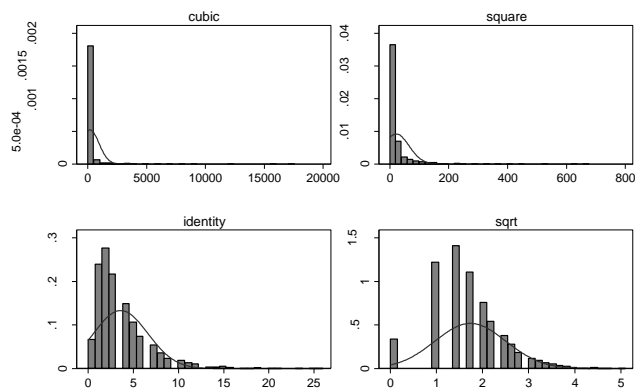 cubic
square
5.0e-04 .001 .0015 .002
0
0 5000 10000 15000 20000
0 .01 .02 .03 .04
0 200 400 600 800
identity
sqrt
0 .1 .2 .3
0 5 10 15 20 25
0 .5 1 1.5
0 1 2 3 4 5